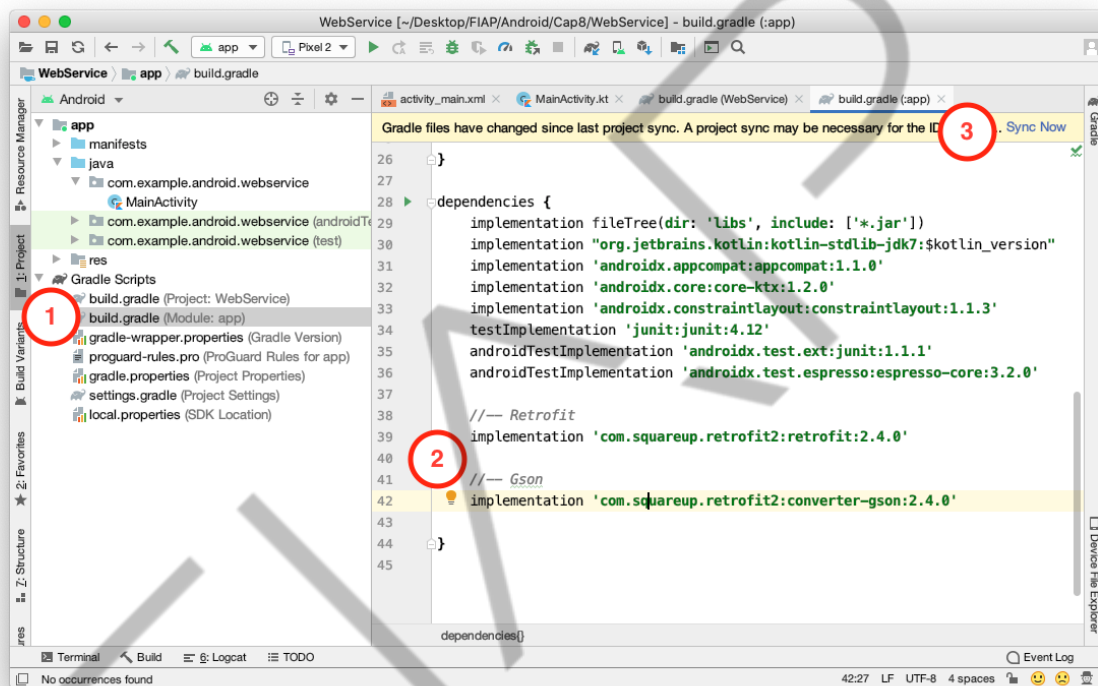 WebService [~/Desktop/FIAP/Android/Cap8/WebService] - build.gradle (:app)
app
Pixel 2
WebService
app
build.gradle
Android
activity_main.xml
MainActivity.kt
build.gradle (WebService)
build.gradle (:app)
Gradle files have changed since last project sync. A project sync may be necessary for the ID
..
Sync Now
3
app
manifests
java
com.example.android.webservice
MainActivity
com.example.android.webservice (androidTe
com.example.android.webservice (test)
res
Gradle Scripts
build.gradle (Project: WebService)
build.gradle (Module: app)
gradle-wrapper.properties (Gradle Version)
proguard-rules.pro (ProGuard Rules for app)
gradle.properties (Project Properties)
settings.gradle (Project Settings)
local.properties (SDK Location)
1
Resource Manager
1: Project
Build Variants
2: Favorites
7: Structure
ures
26 }
27
28 dependencies {
29 implementation fileTree(dir: 'libs', include: ['*.jar'])
30 implementation "org.jetbrains.kotlin:kotlin-stdlib-jdk7:$kotlin_version"
31 implementation 'androidx.appcompat:appcompat:1.1.0'
32 implementation 'androidx.core:core-ktx:1.2.0'
33 implementation 'androidx.constraintlayout:constraintlayout:1.1.3'
34 testImplementation 'junit:junit:4.12'
35 androidTestImplementation 'androidx.test.ext:junit:1.1.1'
36 androidTestImplementation 'androidx.test.espresso:espresso-core:3.2.0'
37
38 //-- Retrofit
39 implementation 'com.squareup.retrofit2:retrofit:2.4.0'
40
2
41 //-- Gson
42 implementation 'com.squareup.retrofit2:converter-gson:2.4.0'
43
44 }
45
dependencies{}
Gradle
Device File Explorer
Terminal
Build
6: Logcat
TODO
Event Log
No occurrences found
42:27 LF UTF-8 4 spaces